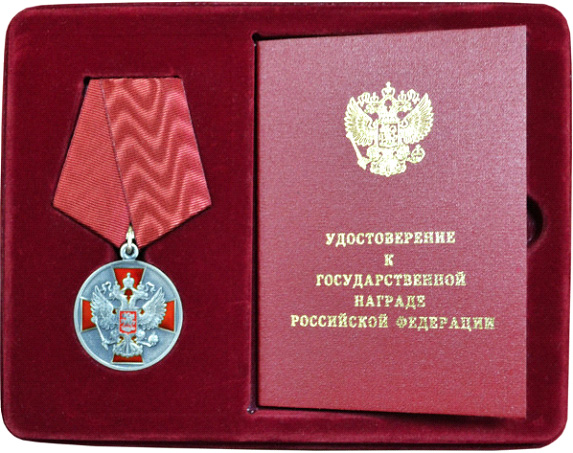 УДОСТОВЕРЕНИЕ
К
ГОСУДАРСТВЕННОЙ
НАГРАДЕ
РОССИЙСКОЙ ФЕДЕРАЦИИ